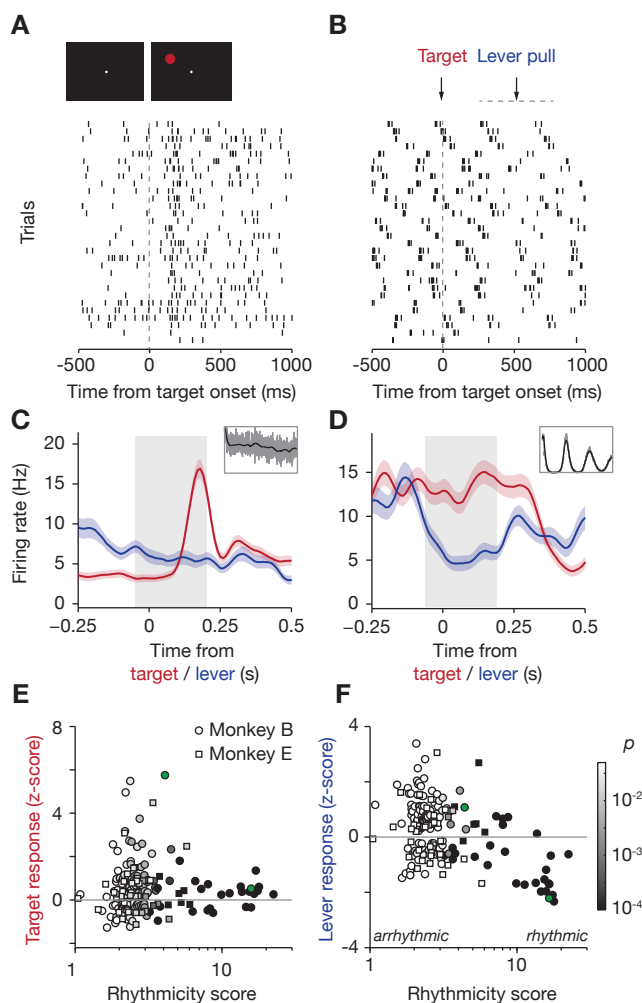 A
B
Target Lever pull
Trials
-500 0 500 1000
-500 0 500 1000
Time from target onset (ms)
Time from target onset (ms)
C
D
Firing rate (Hz)
20
15
10
5
0
15
10
5
0
−0.25 0 0.25 0.5
−0.25 0 0.25 0.5
Time from
target / lever (s)
Time from
target / lever (s)
E
F
Target response (z-score)
8
4
0
Monkey B
Monkey E
1 10
Rhythmicity score
Lever response (z-score)
4
0
−4
arrhythmic rhythmic
1 10
Rhythmicity score
p
10-2
10-3
10-4